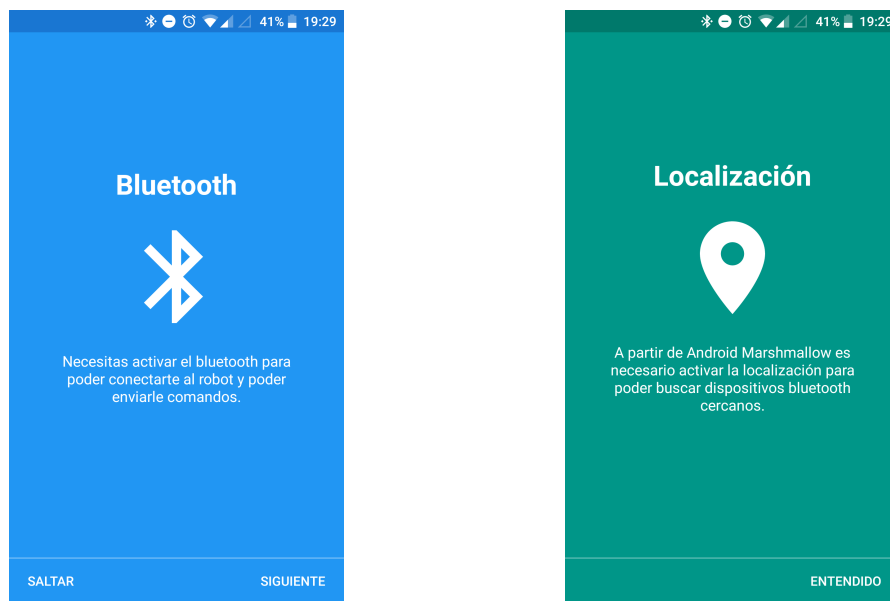 41% 19:29
Bluetooth
Necesitas activar el bluetooth para
poder conectarte al robot y poder
enviarle comandos.
SALTAR SIGUIENTE
41% 19:29
Localización
A partir de Android Marshmallow es
necesario activar la localización para
poder buscar dispositivos bluetooth
cercanos.
ENTENDIDO